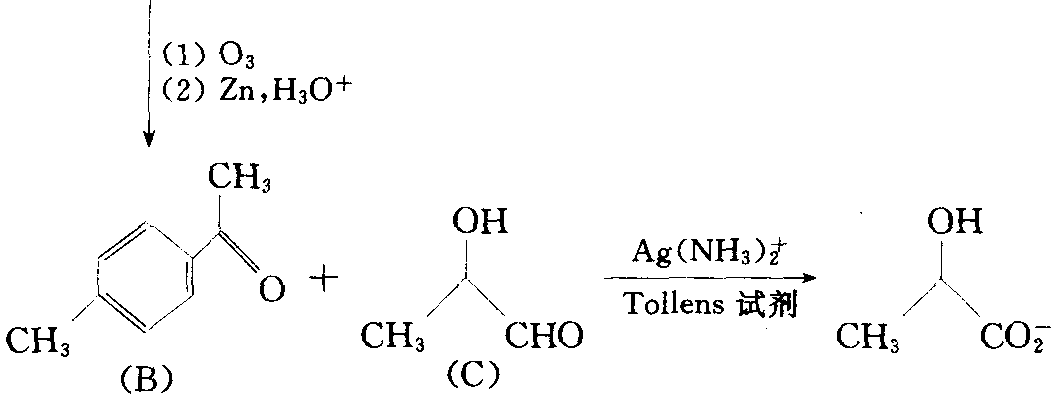 (1) O₃
(2) Zn,H₃O⁺
CH₃
OH
OH
Ag(NH₃)₂⁺
+
O
Tollens 试剂
CH₃
CH₃
CHO
CH₃
CO₂⁻
(B)
(C)